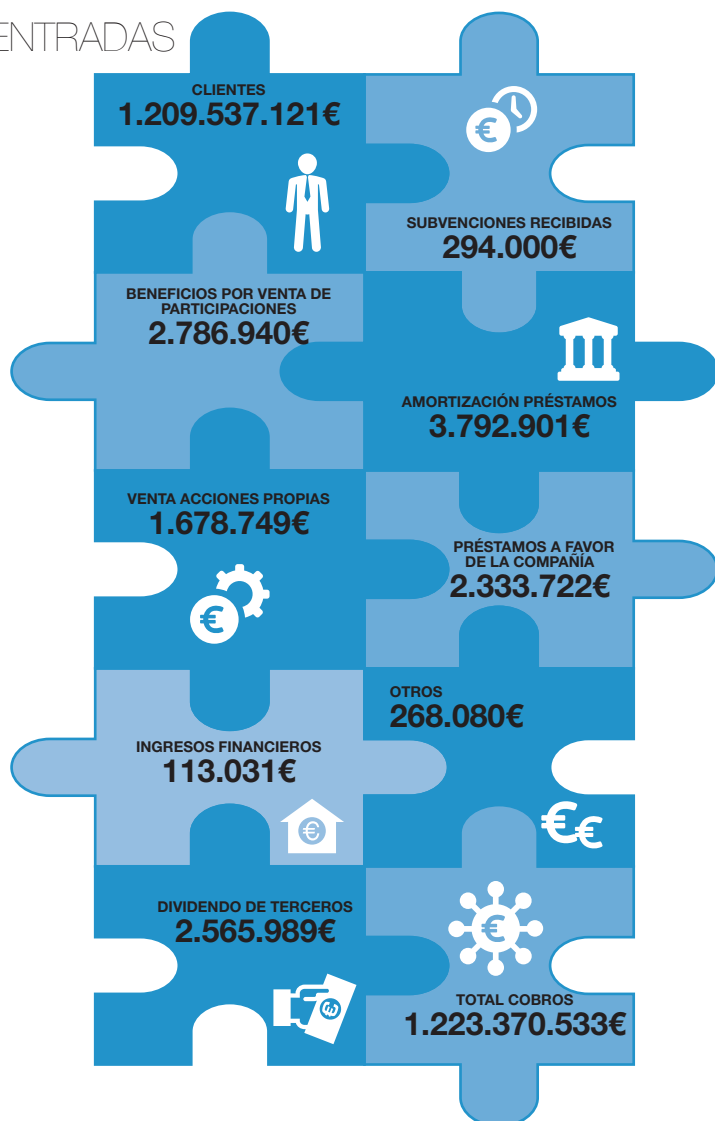 ENTRADAS
CLIENTES
1.209.537.121€
€
SUBVENCIONES RECIBIDAS
294.000€
BENEFICIOS POR VENTA DE
PARTICIPACIONES
2.786.940€
AMORTIZACIÓN PRÉSTAMOS
3.792.901€
VENTA ACCIONES PROPIAS
1.678.749€
€
PRÉSTAMOS A FAVOR
DE LA COMPAÑÍA
2.333.722€
INGRESOS FINANCIEROS
113.031€
€
OTROS
268.080€
€€
DIVIDENDO DE TERCEROS
2.565.989€
€
€
TOTAL COBROS
1.223.370.533€